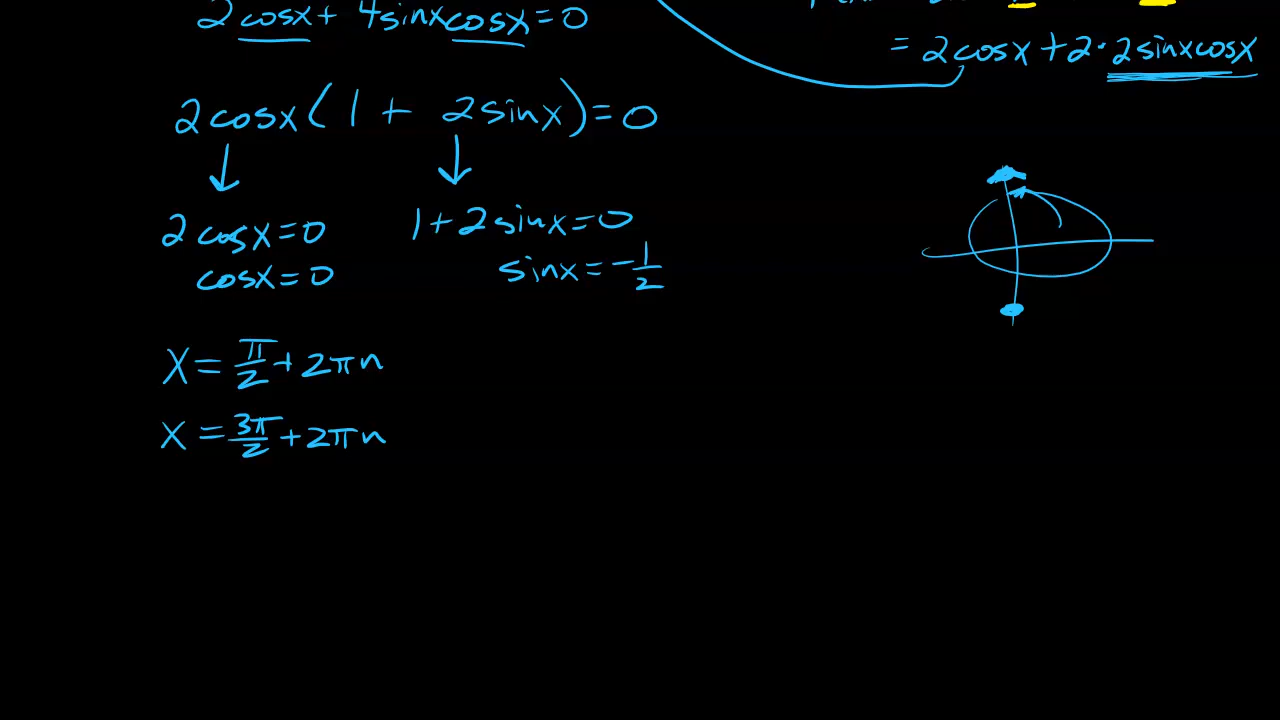 2cosx + 4sinxcosx = 0
= 2cosx + 2·2sinxcosx
2cosx(1 + 2sinx) = 0
2cosx = 0
1 + 2sinx = 0
cosx = 0
sinx = -1/2
x = π/2 + 2πn
x = 3π/2 + 2πn